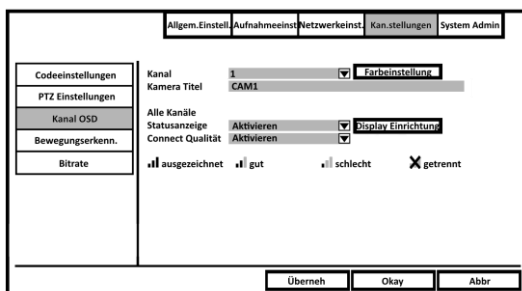 Allgem.Einstell. Aufnahmeeinst Netzwerkeinst. Kan.stellungen System Admin
Codeeinstellungen
PTZ Einstellungen
Kanal OSD
Bewegungserkenn.
Bitrate
Kanal 1 Farbeinstellung
Kamera Titel CAM1
Alle Kanäle
Statusanzeige Aktivieren Display Einrichtung
Connect Qualität Aktivieren
ausgezeichnet gut schlecht getrennt
Überneh Okay Abbr